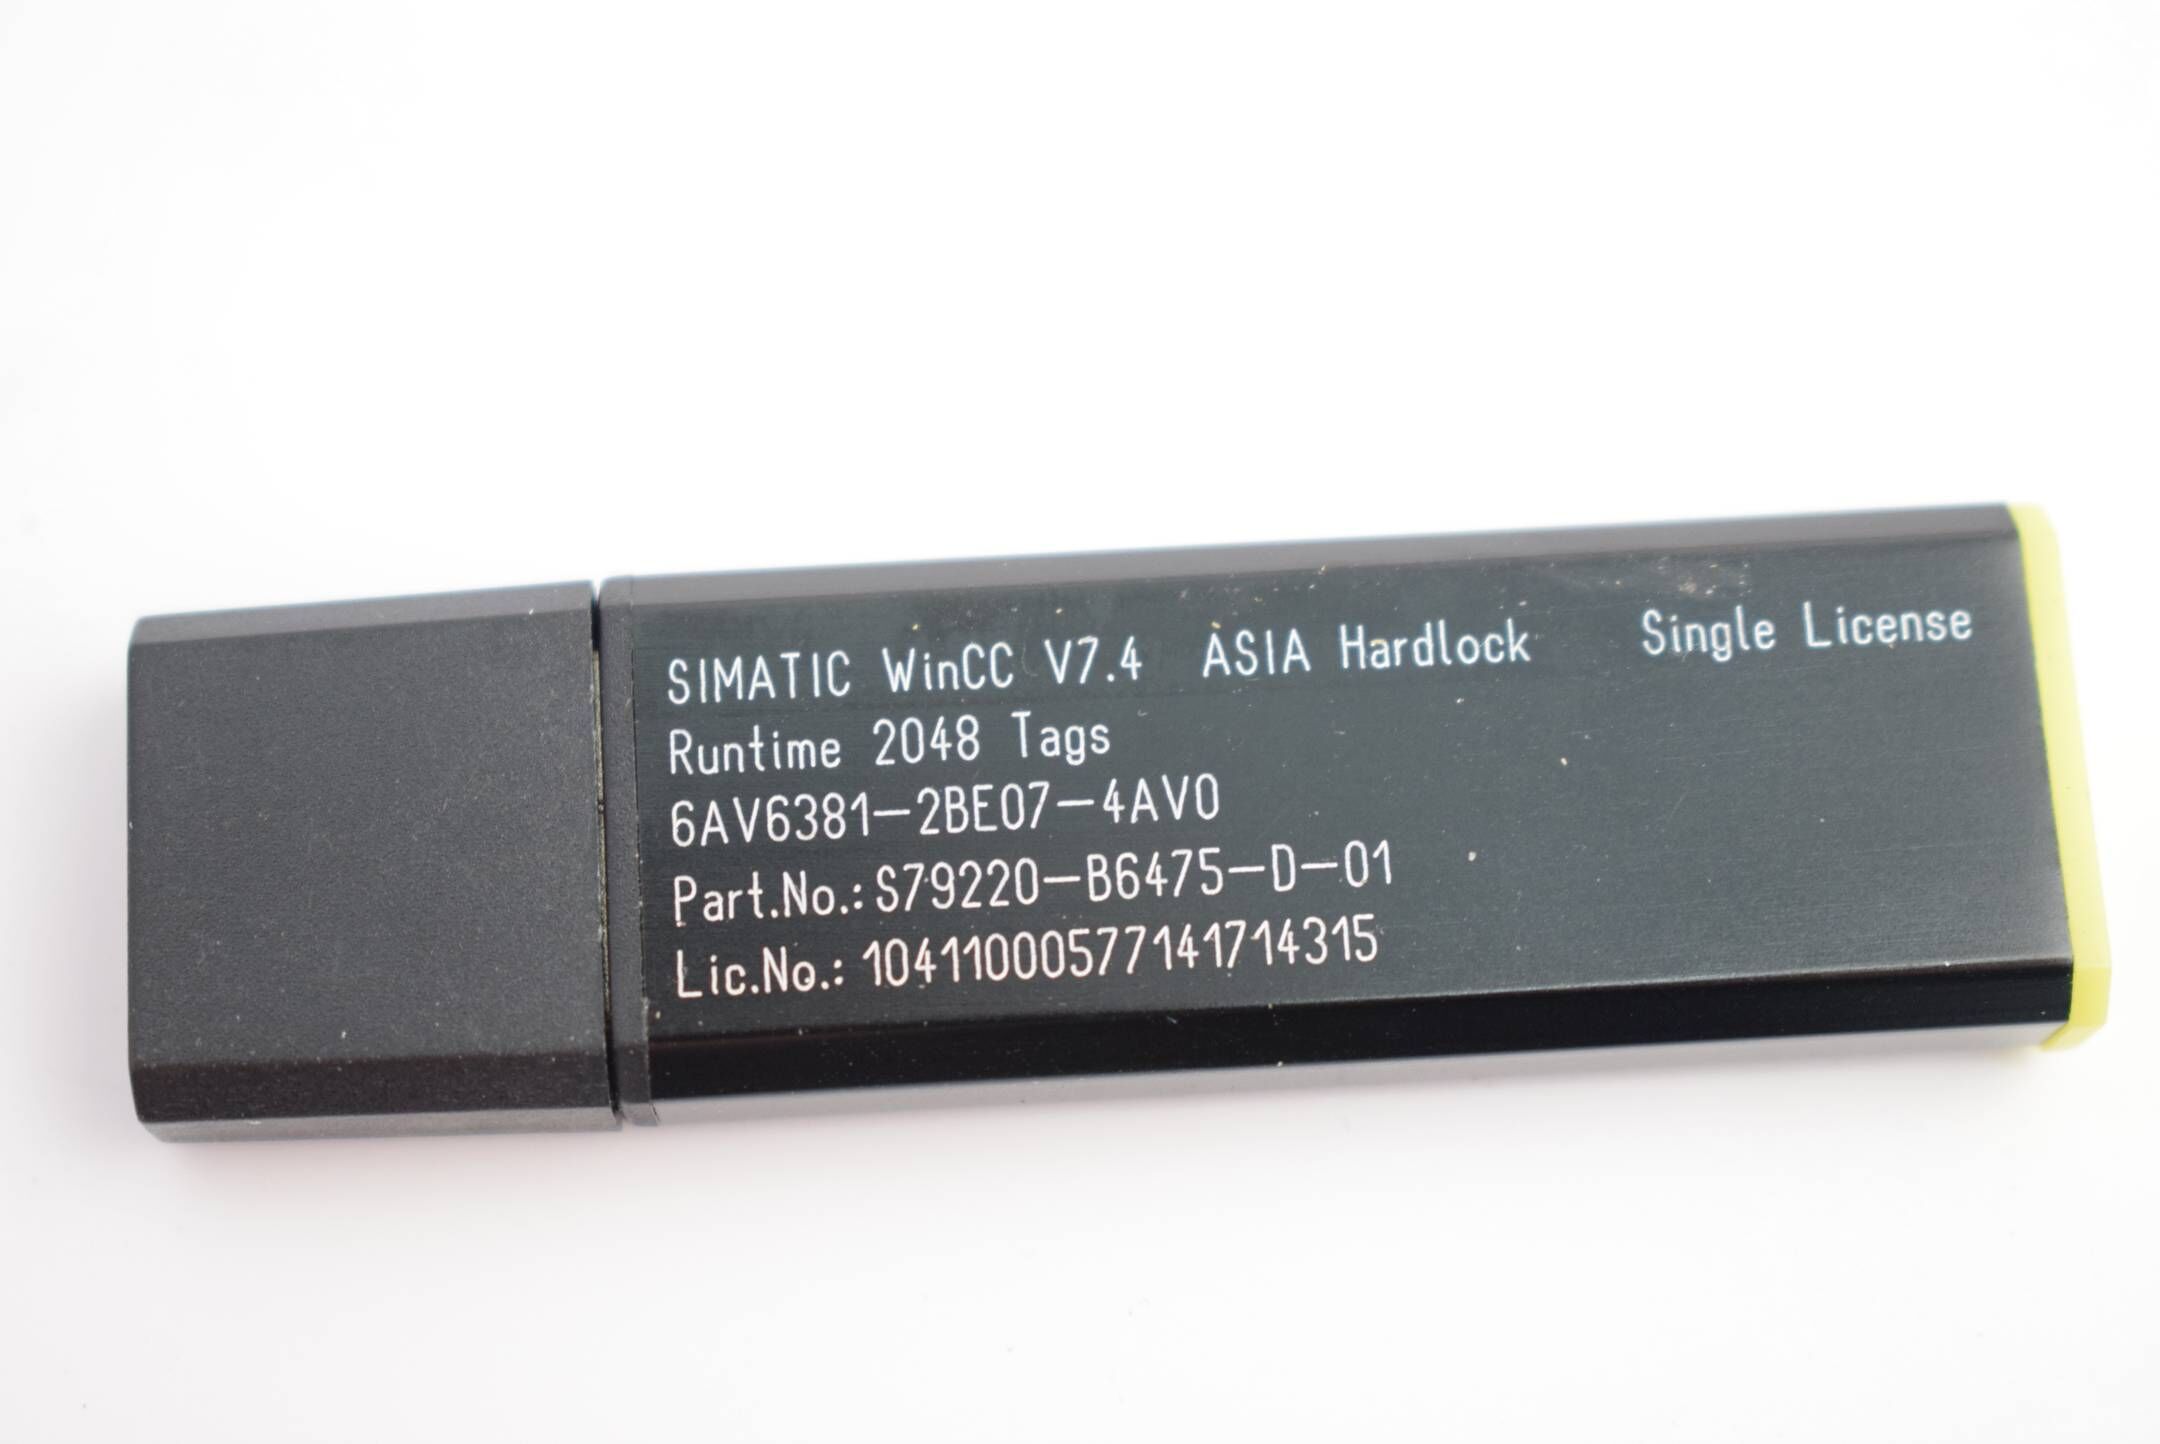 SIMATIC WinCC V7.4 ASIA Hardlock Single License
Runtime 2048 Tags
6AV6381-2BE07-4AV0
Part.No.: S79220-B6475-D-01
Lic.No.: 10411000577141714315